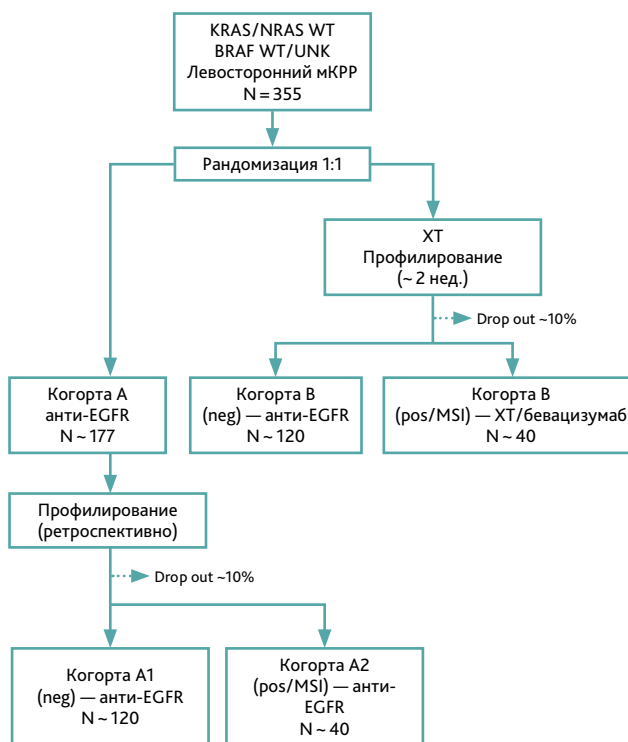 KRAS/NRAS WT
BRAF WT/UNK
Левосторонний мКРР
N = 355
Рандомизация 1:1
ХТ
Профилирование
(~ 2 нед.)
Drop out ~10%
Когорта A
анти-EGFR
N ~ 177
Когорта B
(neg) — анти-EGFR
N ~ 120
Когорта B
(pos/MSI) — ХТ/бевацизумаб
N ~ 40
Профилирование
(ретроспективно)
Drop out ~10%
Когорта A1
(neg) — анти-EGFR
N ~ 120
Когорта A2
(pos/MSI) — анти-
EGFR
N ~ 40